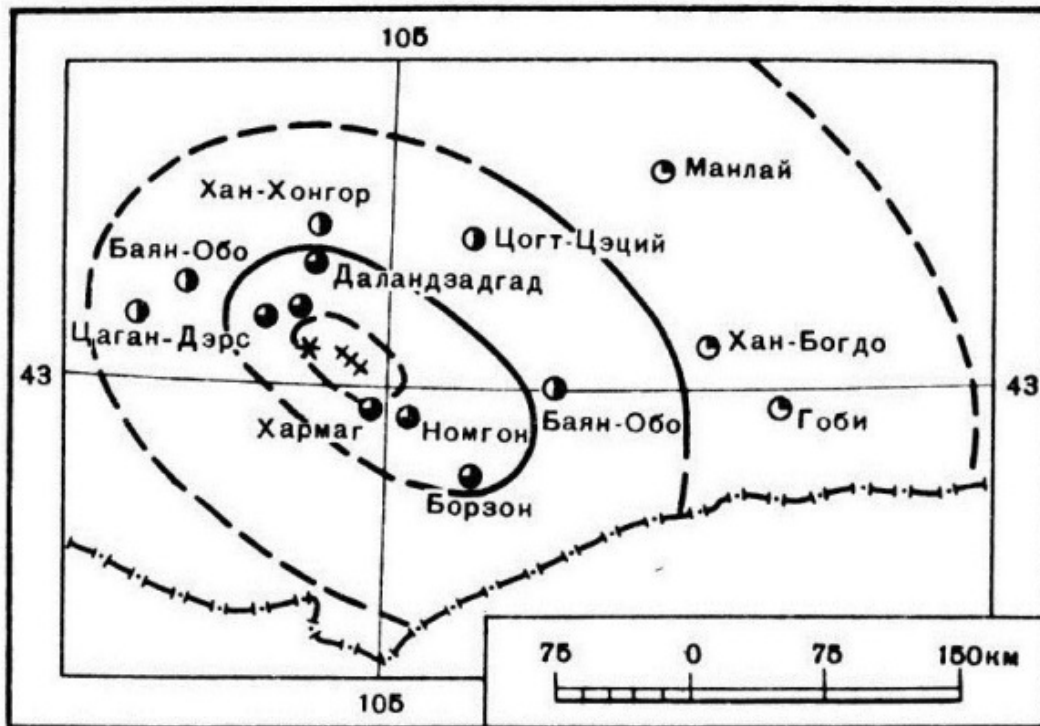 105
Манлай
Хан-Хонгор
Цогт-Цэций
Баян-Обо
Даландзадгад
Цаган-Дэрс
Хан-Богдо
43
43
Хармаг
Номгон
Баян-Обо
Гоби
Борзон
75 0 75 150км
105